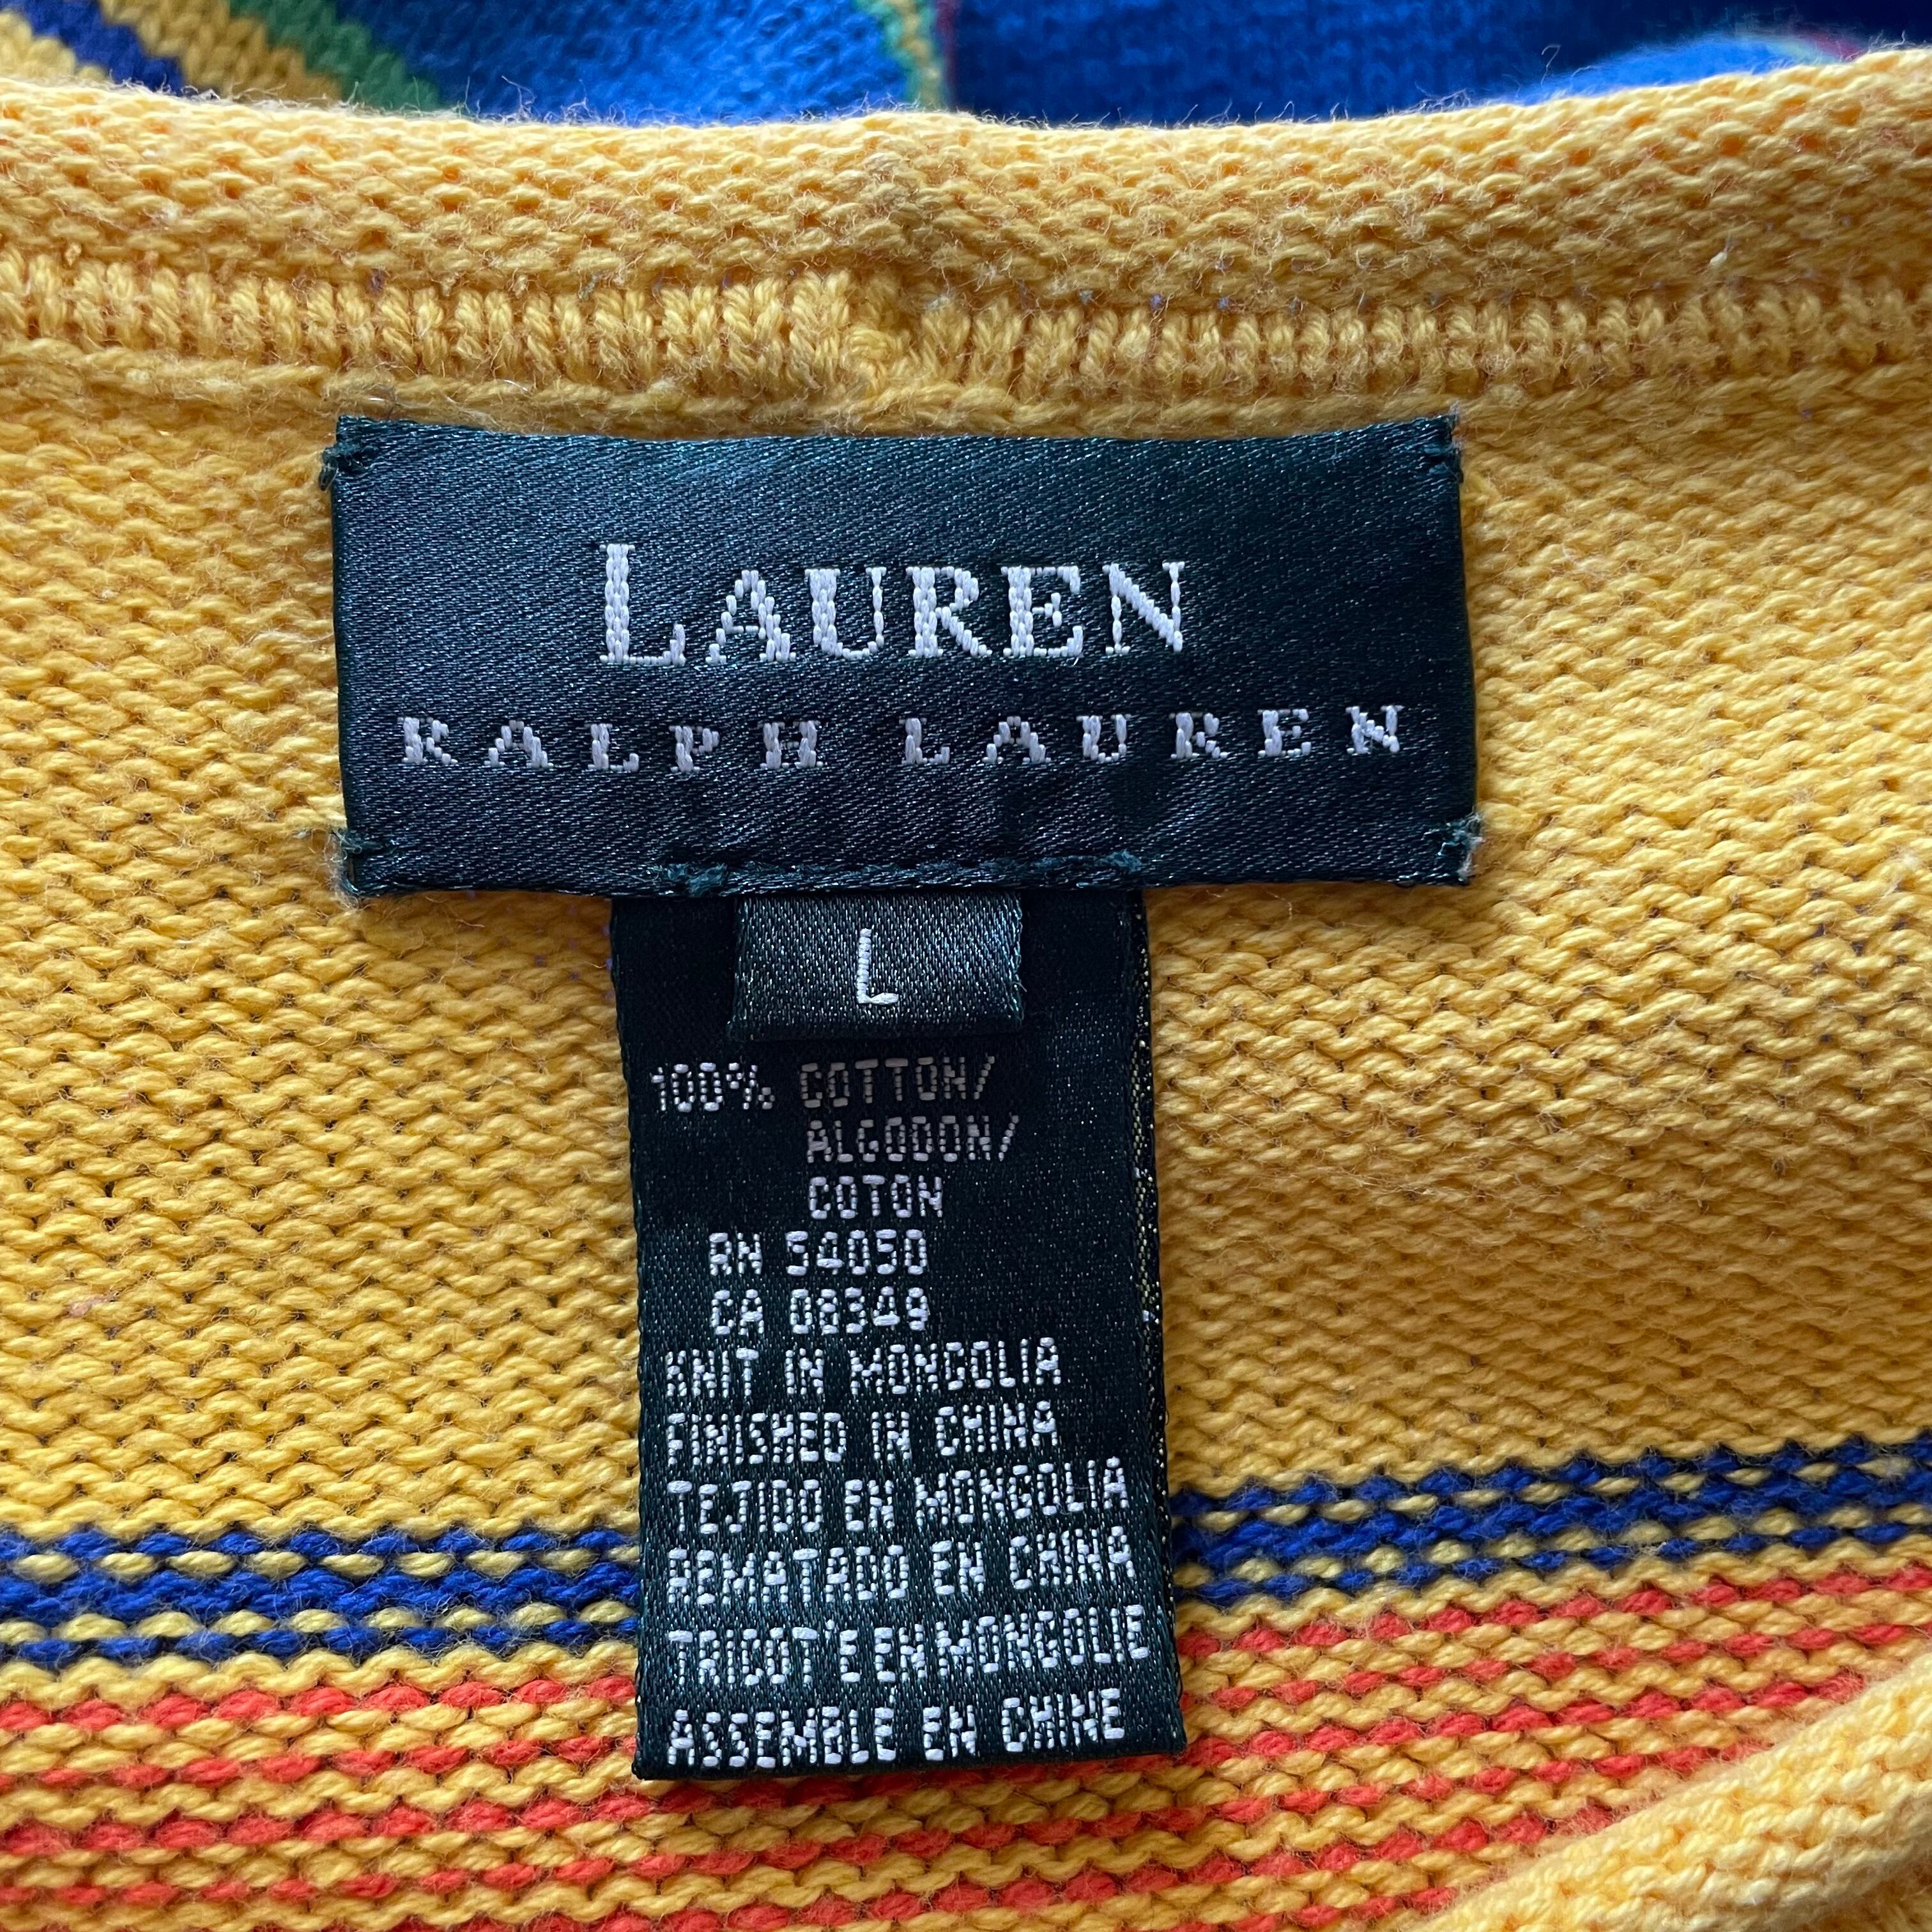 LAUREN
RALPH LAUREN
L
100% COTTON/
ALGODON/
COTON
RN 54050
CA 08349
KNIT IN MONGOLIA
FINISHED IN CHINA
TEJIDO EN MONGOLIA
REMATADO EN CHINA
TRICOT'E EN MONGOLIE
ASSEMBLÉ EN CHINE